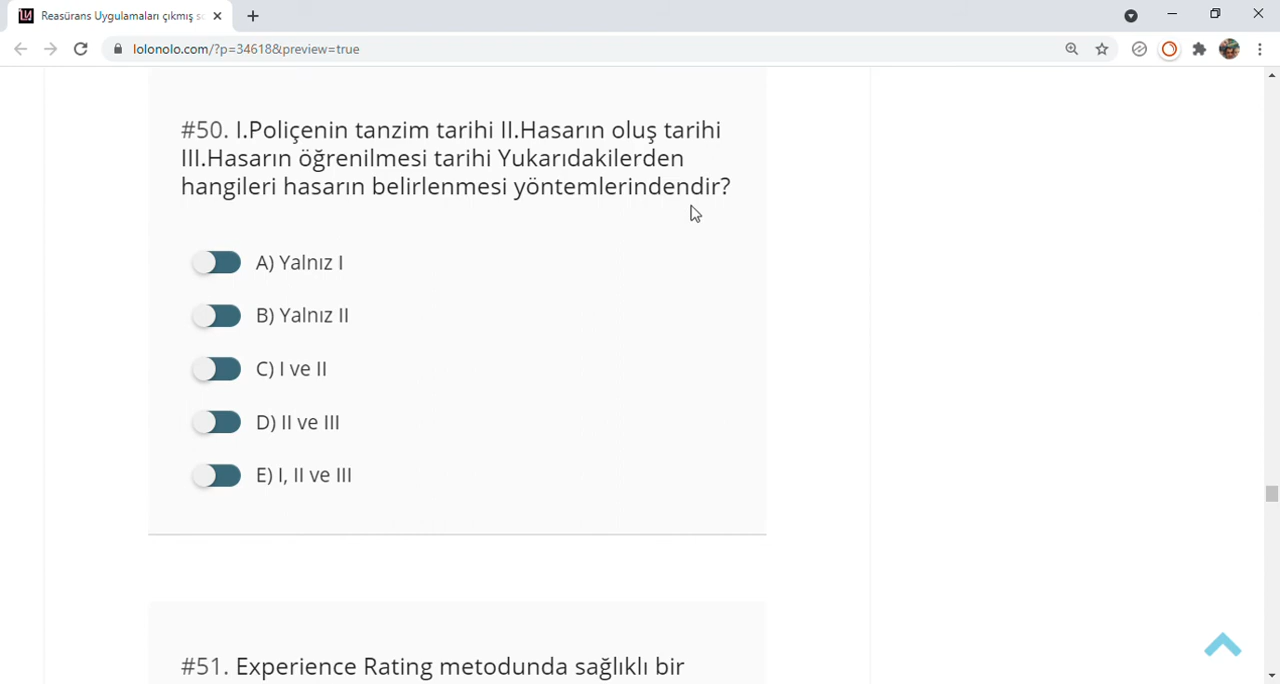 Reasürans Uygulamaları çıkmış s
lolonolo.com/?p=34618&preview=true
#50. I.Poliçenin tanzim tarihi II.Hasarın oluş tarihi
III.Hasarın öğrenilmesi tarihi Yukarıdakilerden
hangileri hasarın belirlenmesi yöntemlerindendir?
A) Yalnız I
B) Yalnız II
C) I ve II
D) II ve III
E) I, II ve III
#51. Experience Rating metodunda sağlıklı bir